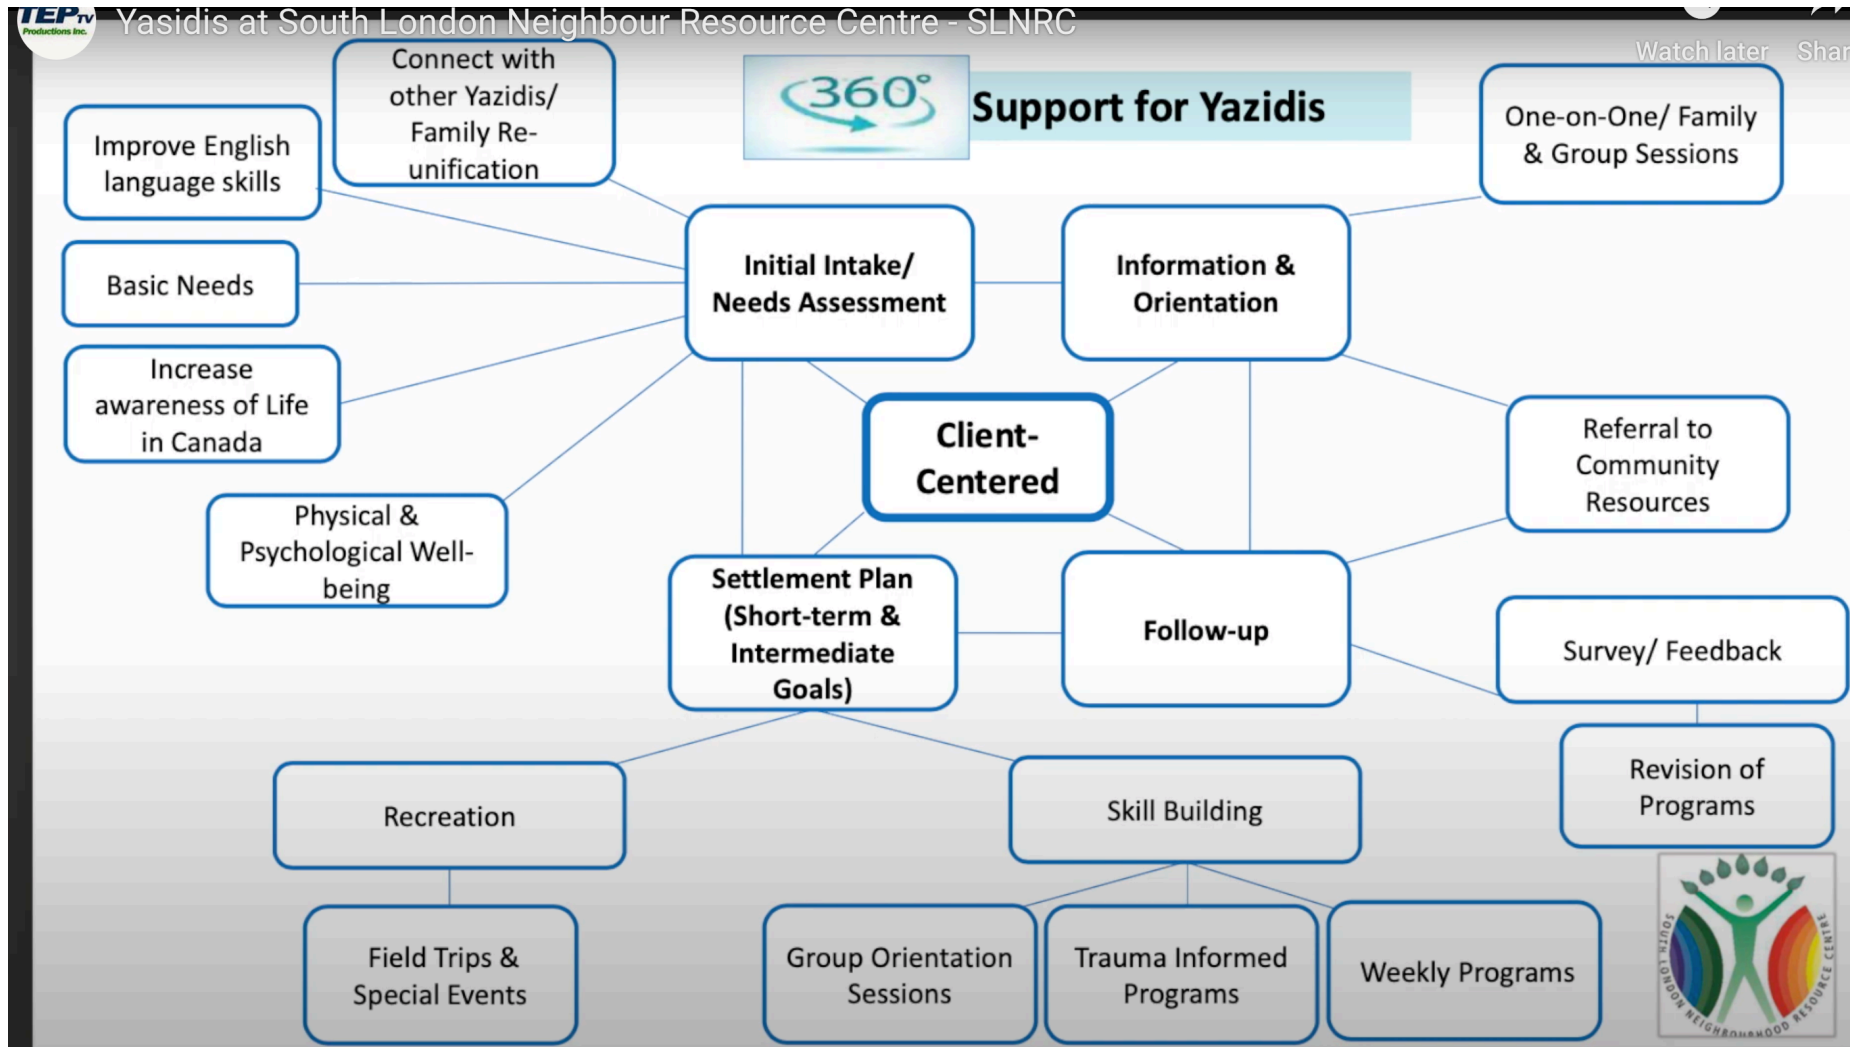 TEPTV
Productions Inc.
Yasidis at South London Neighbour Resource Centre - SLNRC
Watch later
Shar
360°
Support for Yazidis
Connect with
other Yazidis/
Family Re-
unification
Improve English
language skills
Basic Needs
Increase
awareness of Life
in Canada
Physical &
Psychological Well-
being
Initial Intake/
Needs Assessment
Information &
Orientation
One-on-One/ Family
& Group Sessions
Client-
Centered
Referral to
Community
Resources
Settlement Plan
(Short-term &
Intermediate
Goals)
Follow-up
Survey/ Feedback
Revision of
Programs
Recreation
Skill Building
Field Trips &
Special Events
Group Orientation
Sessions
Trauma Informed
Programs
Weekly Programs
SOUTH LONDON NEIGHBOURHOOD RESOURCE CENTRE